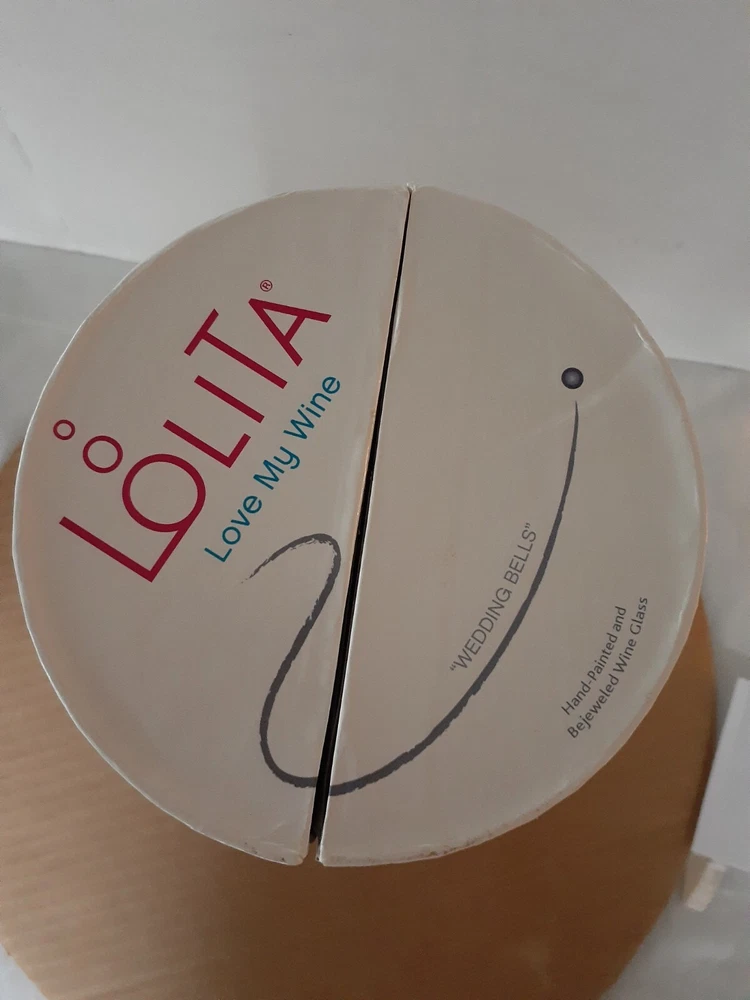 LOLITA®
Love My Wine
"WEDDING BELLS"
Hand-Painted and
Bejeweled Wine Glass